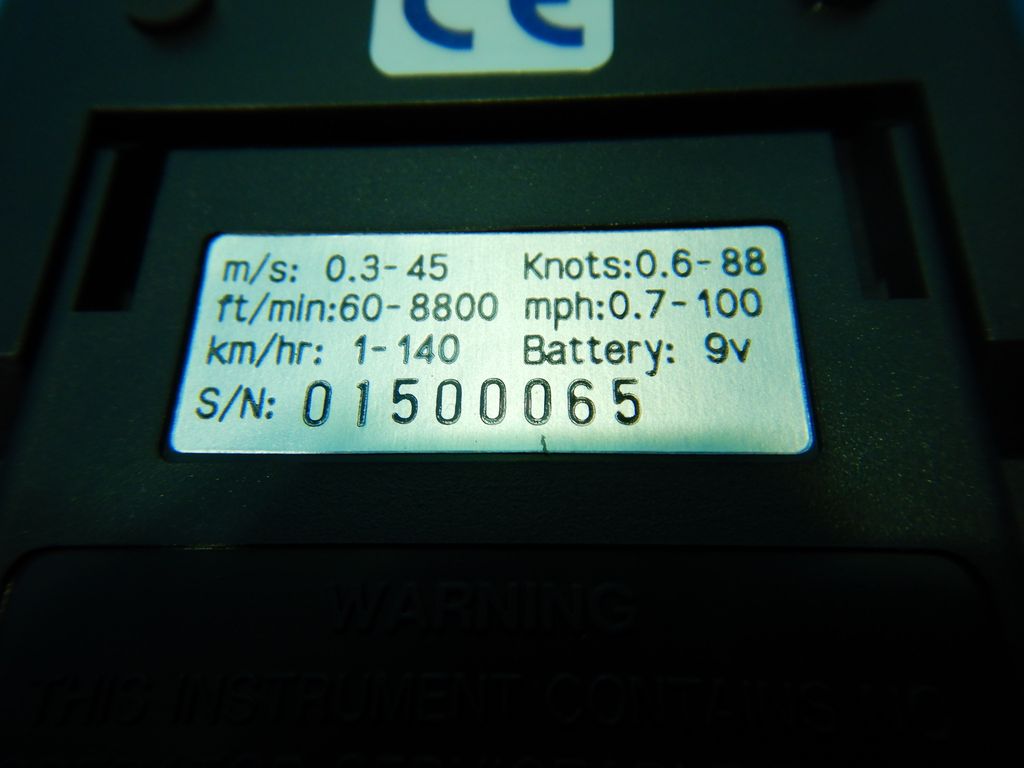 CE
m/s: 0.3-45 Knots:0.6-88
ft/min:60-8800 mph:0.7-100
km/hr: 1-140 Battery: 9v
S/N: 01500065
WARNING
THIS INSTRUMENT CONTAINS